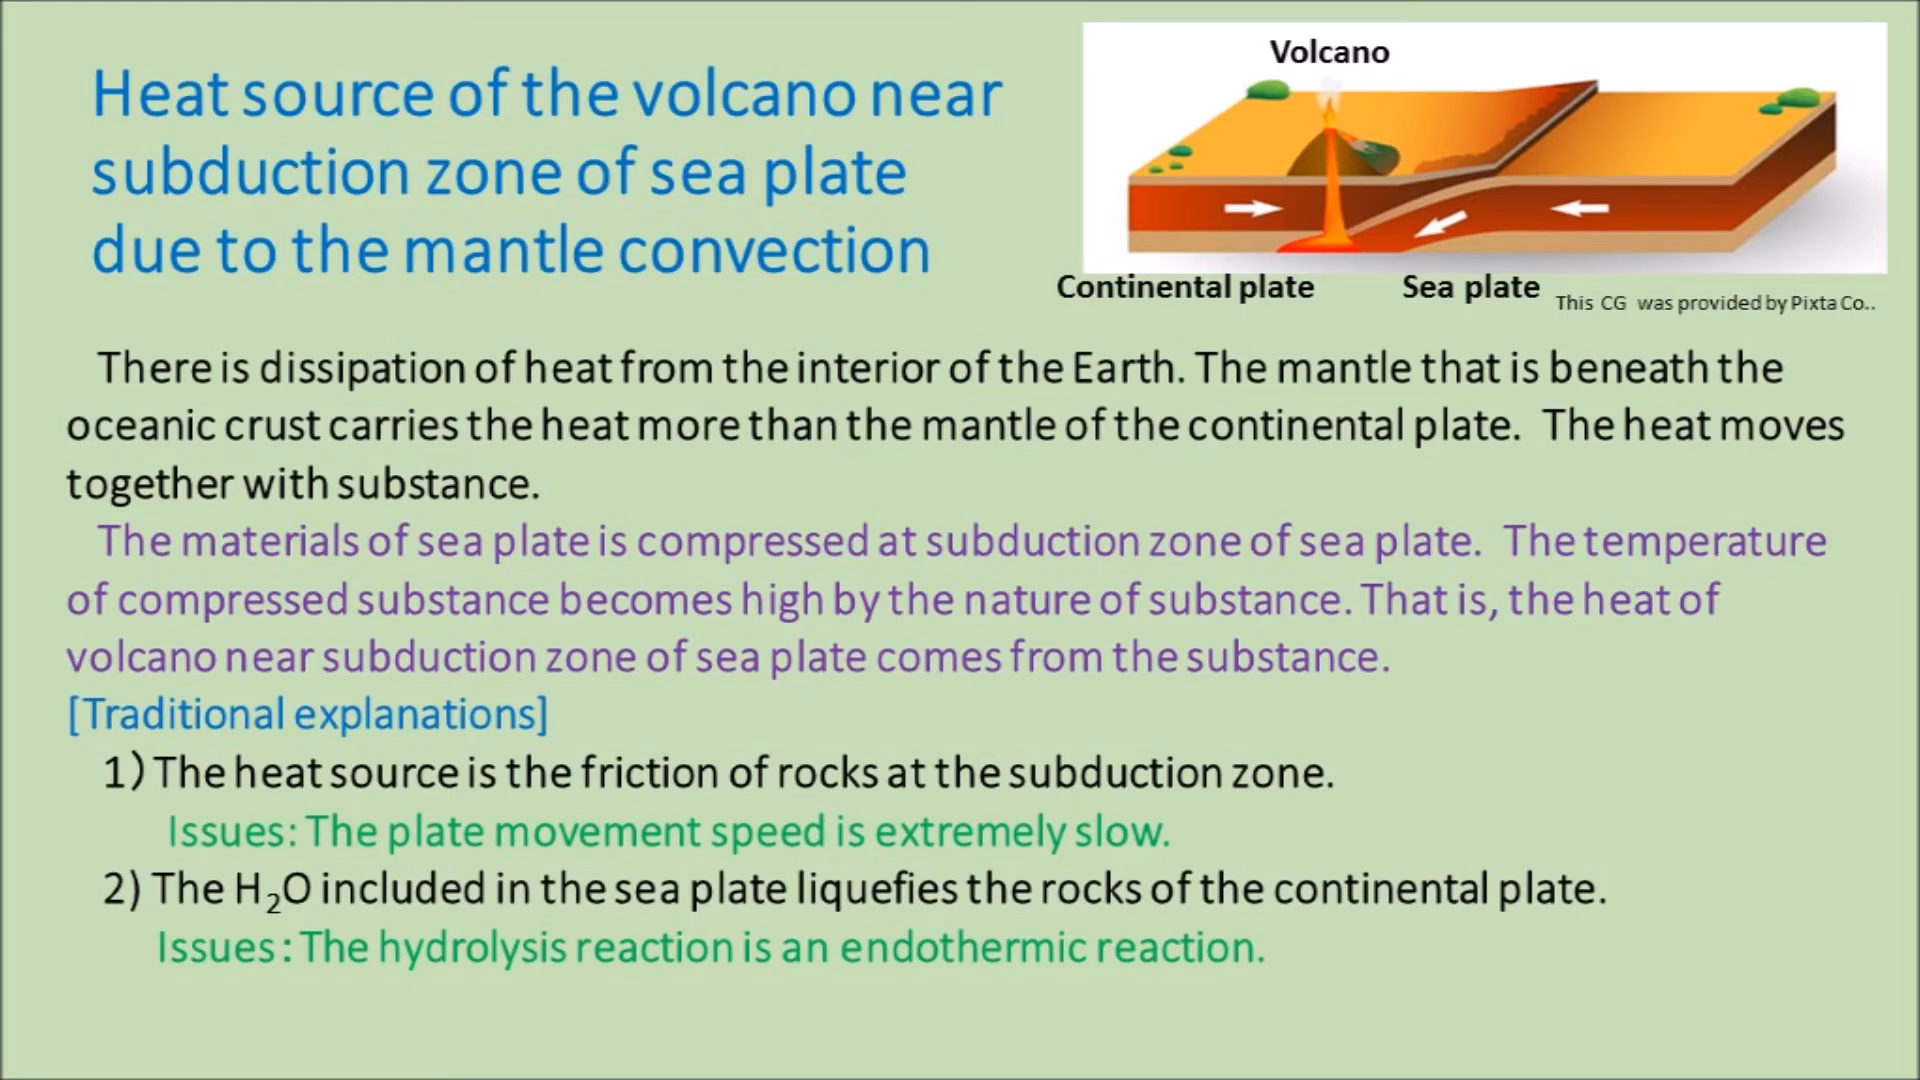 Heat source of the volcano near
subduction zone of sea plate
due to the mantle convection
Volcano
Continental plate
Sea plate
This CG was provided by Pixta Co..
There is dissipation of heat from the interior of the Earth. The mantle that is beneath the
oceanic crust carries the heat more than the mantle of the continental plate. The heat moves
together with substance.
The materials of sea plate is compressed at subduction zone of sea plate. The temperature
of compressed substance becomes high by the nature of substance. That is, the heat of
volcano near subduction zone of sea plate comes from the substance.
[Traditional explanations]
1) The heat source is the friction of rocks at the subduction zone.
Issues: The plate movement speed is extremely slow.
2) The H₂O included in the sea plate liquefies the rocks of the continental plate.
Issues: The hydrolysis reaction is an endothermic reaction.